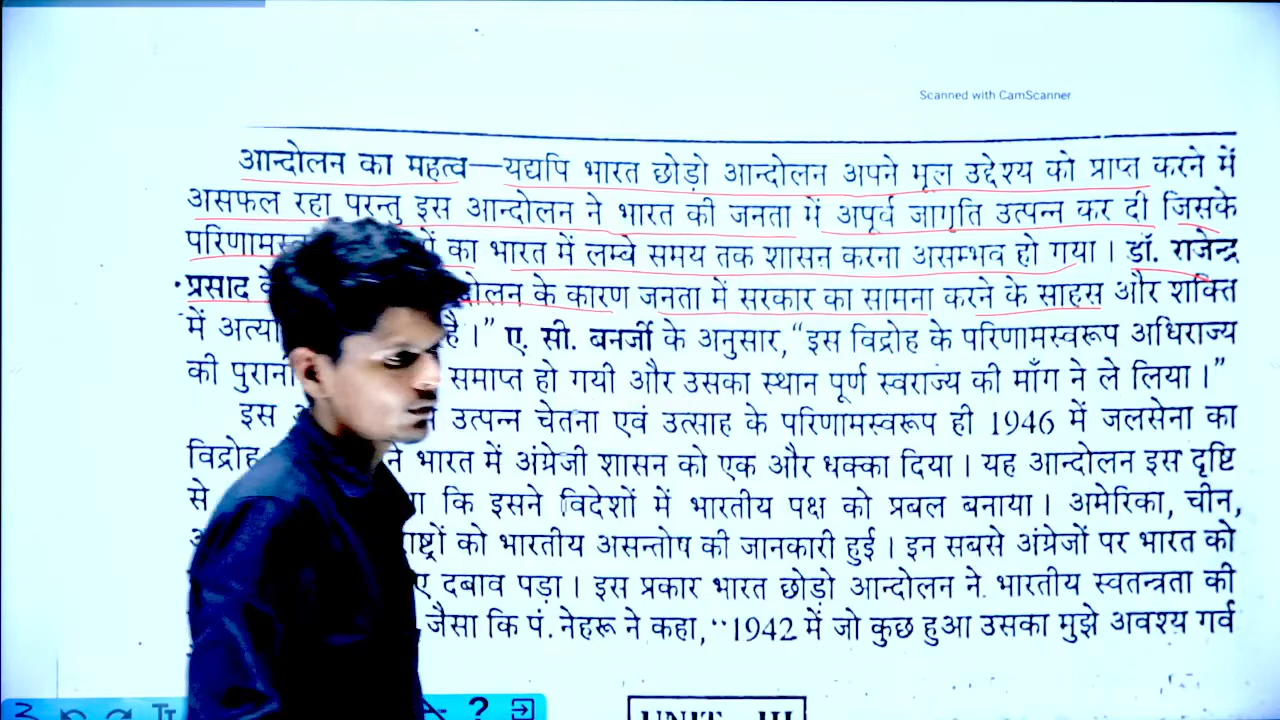 Scanned with CamScanner
आन्दोलन का महत्व—यद्यपि भारत छोड़ो आन्दोलन अपने मूल उद्देश्य को प्राप्त करने में
असफल रहा परन्तु इस आन्दोलन ने भारत की जनता में अपूर्व जागृति उत्पन्न कर दी जिसके
का भारत में लम्बे समय तक शासन करना असम्भव हो गया। डॉ. राजेन्द्र
प्रसाद के कारण जनता में सरकार का सामना करने के साहस और शक्ति
में है।” ए. सी. बनर्जी के अनुसार, “इस विद्रोह के परिणामस्वरूप अधिराज्य
की समाप्त हो गयी और उसका स्थान पूर्ण स्वराज्य की माँग ने ले लिया।”
इस उत्पन्न चेतना एवं उत्साह के परिणामस्वरूप ही 1946 में जलसेना का
विद्रोह ने भारत में अंग्रेजी शासन को एक और धक्का दिया। यह आन्दोलन इस दृष्टि
से कि इसने विदेशों में भारतीय पक्ष को प्रबल बनाया। अमेरिका, चीन,
को भारतीय असन्तोष की जानकारी हुई। इन सबसे अंग्रेजों पर भारत को
दबाव पड़ा। इस प्रकार भारत छोड़ो आन्दोलन ने भारतीय स्वतन्त्रता की
जैसा कि पं. नेहरू ने कहा, “1942 में जो कुछ हुआ उसका मुझे अवश्य गर्व
UNIT—III